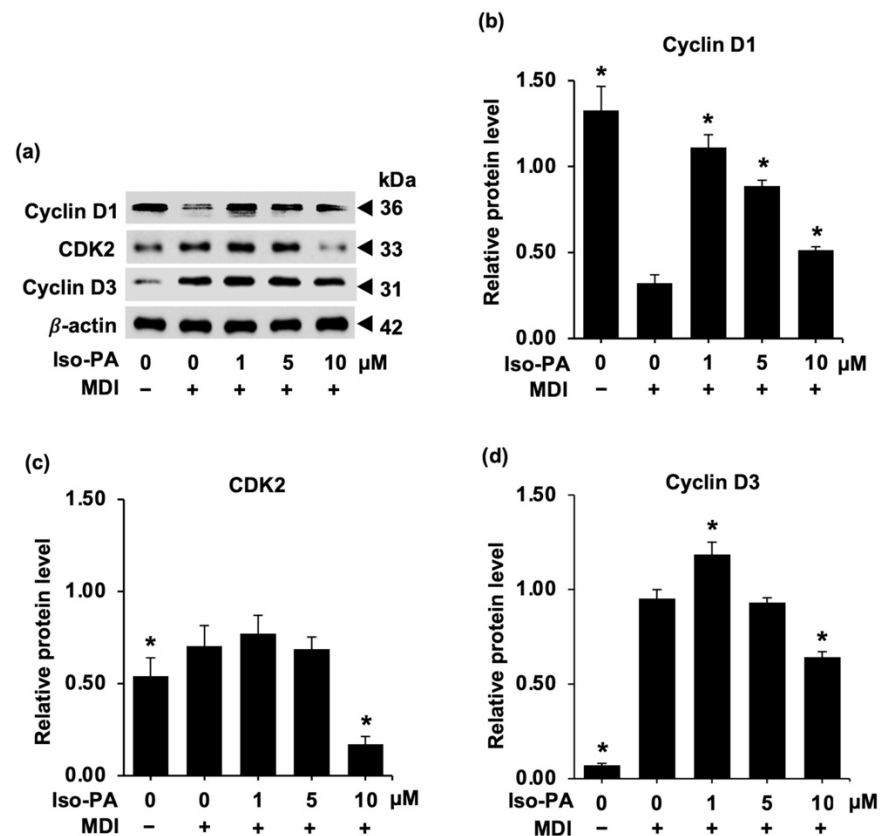 (a)
kDa
Cyclin D1 36
CDK2 33
Cyclin D3 31
β-actin 42
Iso-PA 0 0 1 5 10 μM
MDI − + + + +
(b)
Cyclin D1
Relative protein level
1.50
1.00
0.50
0.00
* * * *
Iso-PA 0 0 1 5 10 μM
MDI − + + + +
(c)
CDK2
Relative protein level
1.50
1.00
0.50
0.00
* *
Iso-PA 0 0 1 5 10 μM
MDI − + + + +
(d)
Cyclin D3
Relative protein level
1.50
1.00
0.50
0.00
* * *
Iso-PA 0 0 1 5 10 μM
MDI − + + + +